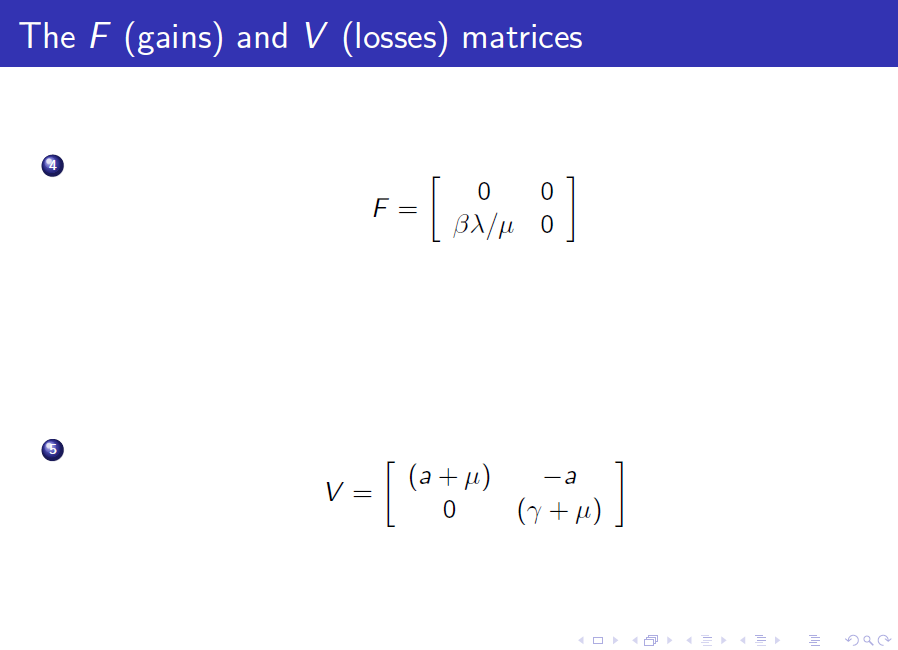 The F (gains) and V (losses) matrices
4
F = [ 0 0
βλ/μ 0 ]
5
V = [ (a + μ) −a
0 (γ + μ) ]